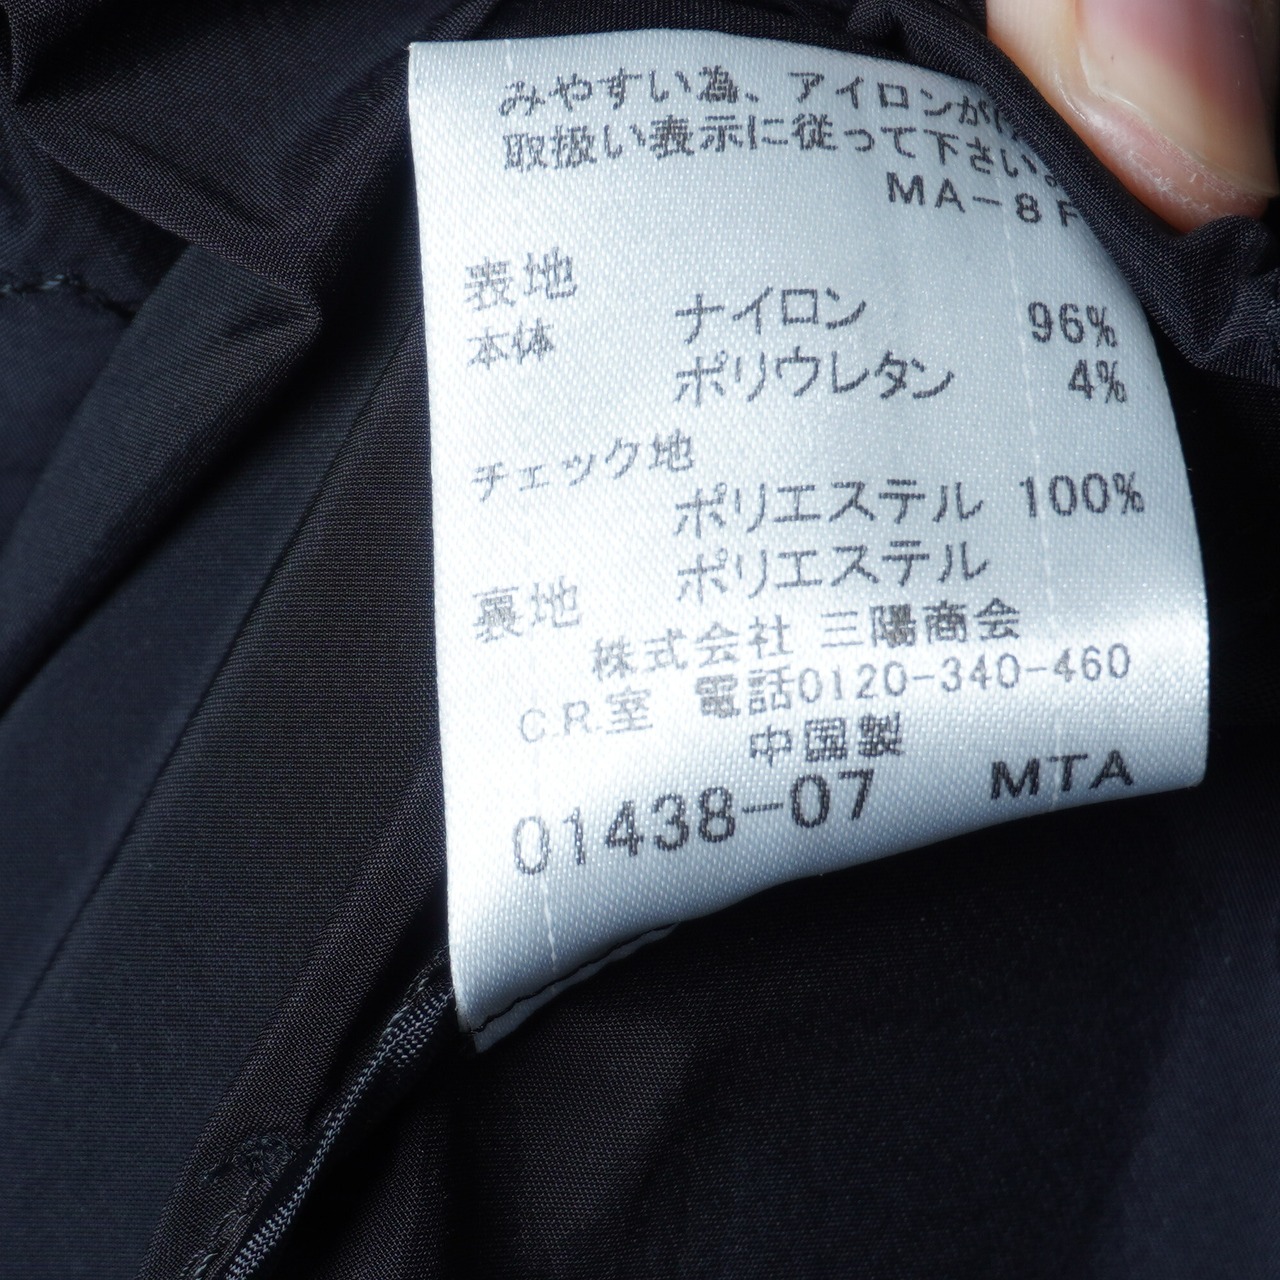 みやすい為、アイロンが
取扱い表示に従って下さい。
MA-8F
表地
本体 ナイロン 96%
ポリウレタン 4%
チェック地
ポリエステル 100%
裏地 ポリエステル
株式会社 三陽商会
C.R.室 電話0120-340-460
中国製
01438-07 MTA